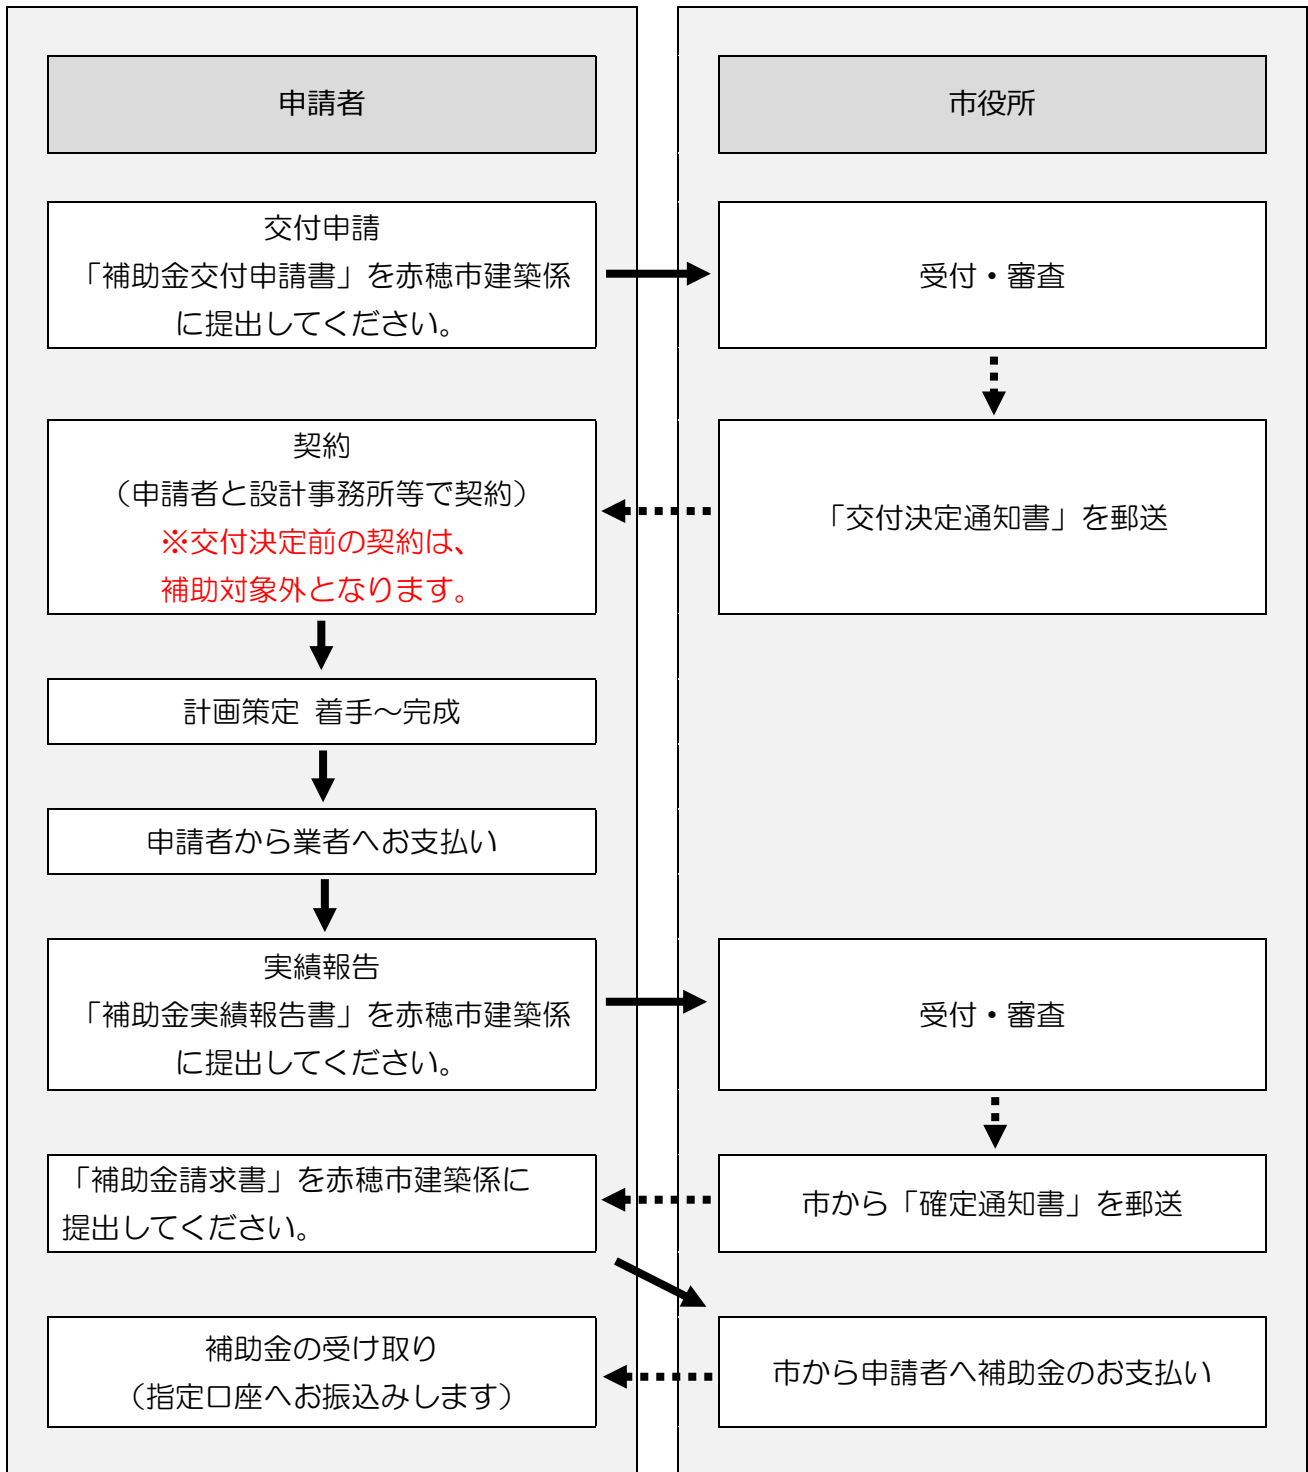 申請者
市役所
交付申請
「補助金交付申請書」を赤穂市建築係
に提出してください。
受付・審査
契約
（申請者と設計事務所等で契約）
※交付決定前の契約は、
補助対象外となります。
「交付決定通知書」を郵送
計画策定 着手～完成
申請者から業者へお支払い
実績報告
「補助金実績報告書」を赤穂市建築係
に提出してください。
受付・審査
「補助金請求書」を赤穂市建築係に
提出してください。
市から「確定通知書」を郵送
補助金の受け取り
（指定口座へお振込みします）
市から申請者へ補助金のお支払い